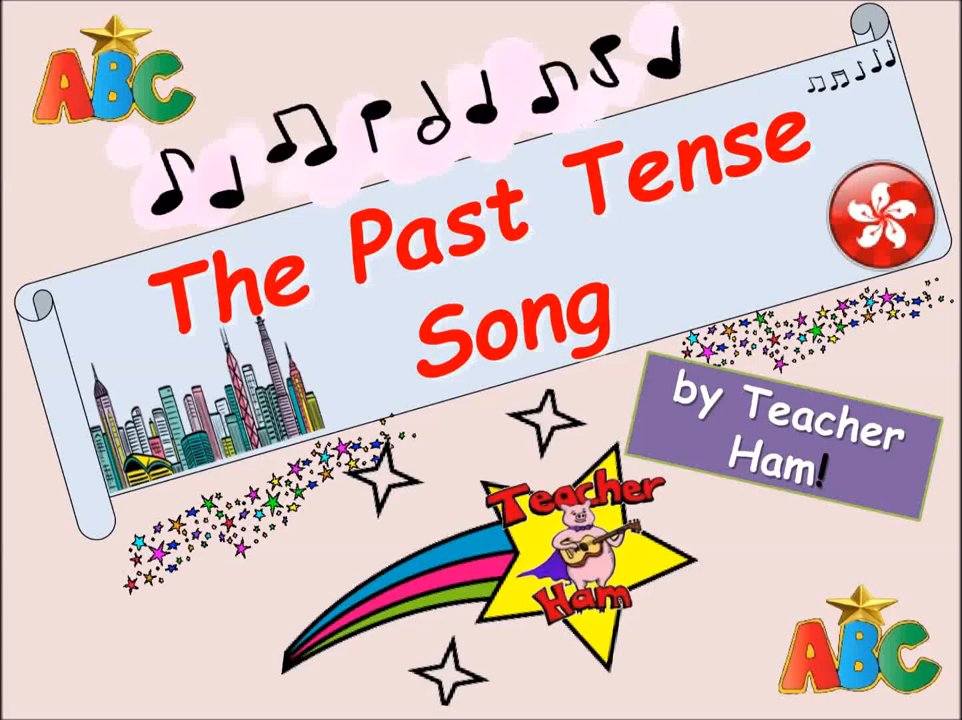 ABC
The Past Tense
Song
by Teacher
Ham!
Teacher
Ham
ABC